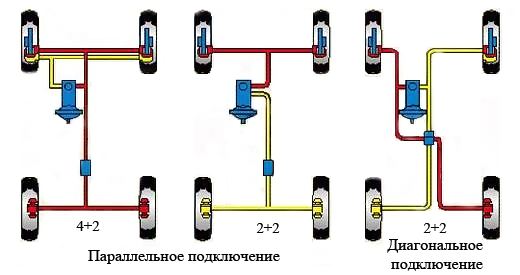 4+2
2+2
2+2
Параллельное подключение
Диагональное
подключение